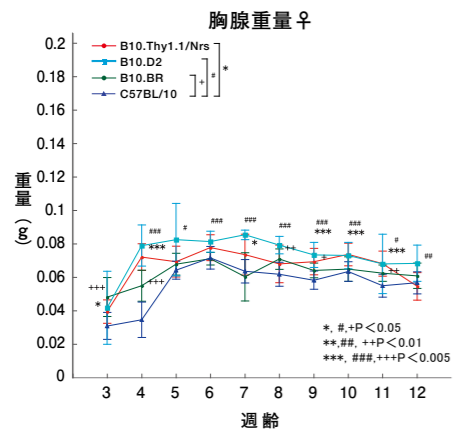 胸腺重量♀
B10.Thy1.1/Nrs
B10.D2
B10.BR
C57BL/10
+ # *
重量 (g)
0.2
0.18
0.16
0.14
0.12
0.10
0.08
0.06
0.04
0.02
0
### # ### ### ### ### ### # ##
*** * ++ *** *** ***
+++ +++ + ++
*
3 4 5 6 7 8 9 10 11 12
週齢
*, #,+P<0.05
**,##, ++P<0.01
***, ###,+++P<0.005